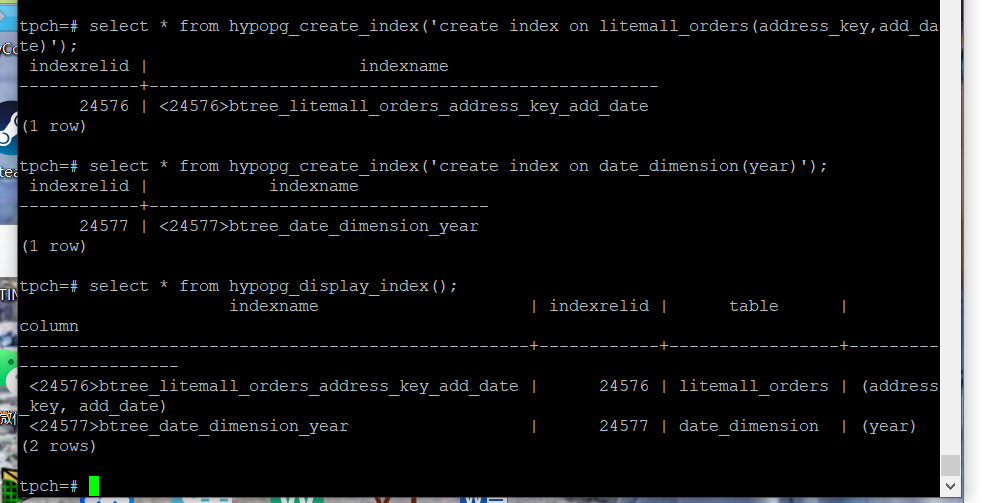 tpch=# select * from hypopg_create_index('create index on litemall_orders(address_key,add_da
te)');
 indexrelid |                     indexname
------------+---------------------------------------------------
      24576 | <24576>btree_litemall_orders_address_key_add_date
(1 row)
tpch=# select * from hypopg_create_index('create index on date_dimension(year)');
 indexrelid |            indexname
------------+----------------------------------
      24577 | <24577>btree_date_dimension_year
(1 row)
tpch=# select * from hypopg_display_index();
                     indexname                     | indexrelid |      table      |
column
---------------------------------------------------+------------+-----------------+---------
----------------
 <24576>btree_litemall_orders_address_key_add_date |      24576 | litemall_orders | (address
_key, add_date)
 <24577>btree_date_dimension_year                  |      24577 | date_dimension  | (year)
(2 rows)
tpch=#